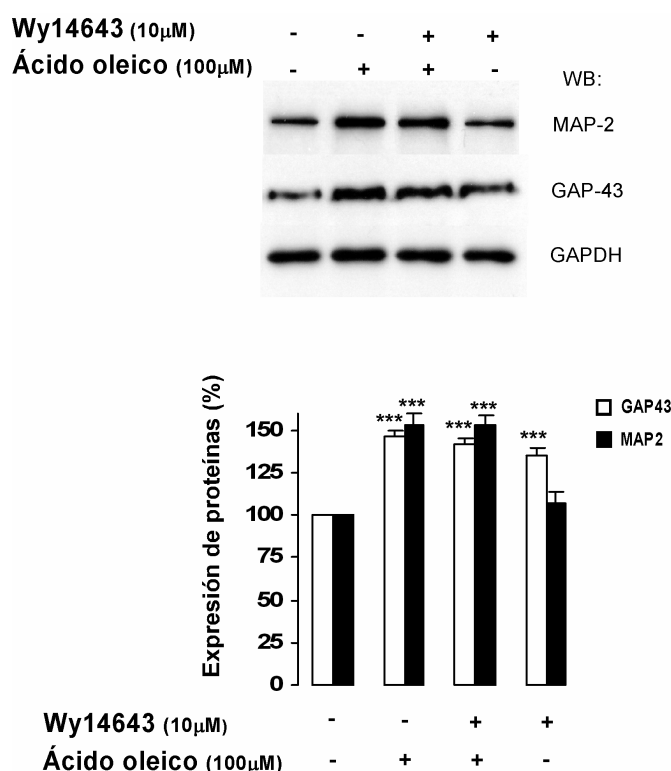 Wy14643 (10µM) - - + +
Ácido oleico (100µM) - + + -
WB:
MAP-2
GAP-43
GAPDH
Expresión de proteínas (%)
150
125
100
75
50
25
0
*** *** *** *** ***
GAP43
MAP2
Wy14643 (10µM) - - + +
Ácido oleico (100µM) - + + -